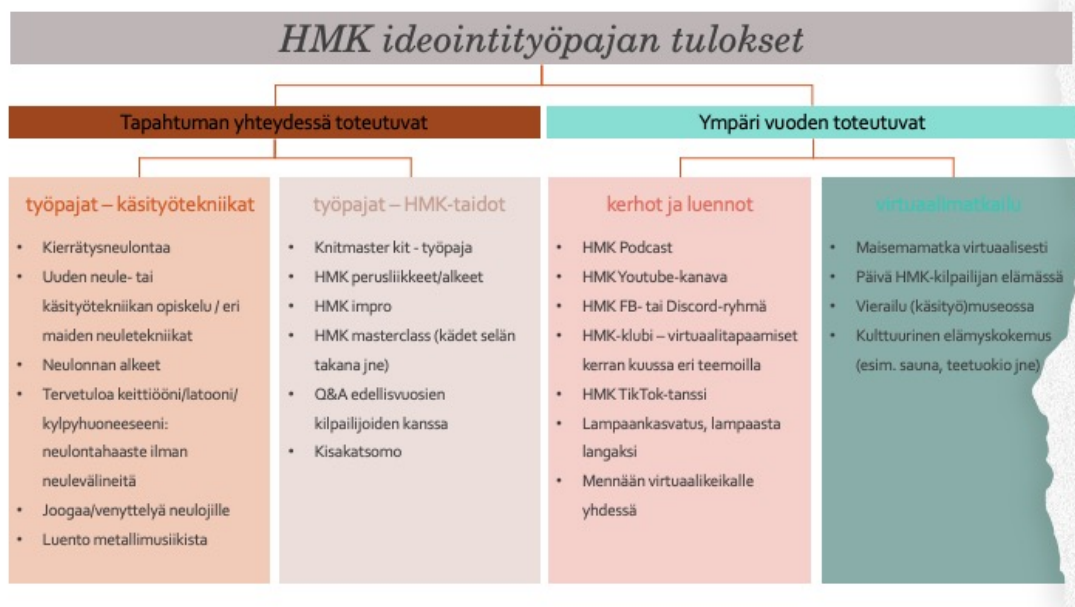 HMK ideointityöpajan tulokset
Tapahtuman yhteydessä toteutuvat
Ympäri vuoden toteutuvat
työpajat – käsityötekniikat
• Kierrätysneulontaa
• Uuden neule- tai
käsityötekniikan opiskelu / eri
maiden neuletekniikat
• Neulonnan alkeet
• Tervetuloa keittiööni/latooni/
kylpyhuoneeseeni:
neulontahaaste ilman
neulevälineitä
• Joogaa/venyttelyä neulojille
• Luento metallimusiikista
työpajat – HMK-taidot
• Knitmaster kit - työpaja
• HMK perusliikkeet/alkeet
• HMK impro
• HMK masterclass (kädet selän
takana jne)
• Q&A edellisvuosien
kilpailijoiden kanssa
• Kisakatsomo
kerhot ja luennot
• HMK Podcast
• HMK Youtube-kanava
• HMK FB- tai Discord-ryhmä
• HMK-klubi – virtuaalitapaamiset
kerran kuussa eri teemoilla
• HMK TikTok-tanssi
• Lampaankasvatus, lampaasta
langaksi
• Mennään virtuaalikeikalle
yhdessä
virtuaalimatkailu
• Maisemamatka virtuaalisesti
• Päivä HMK-kilpailijan elämässä
• Vierailu (käsityö)museossa
• Kulttuurinen elämyskokemus
(esim. sauna, teetuokio jne)